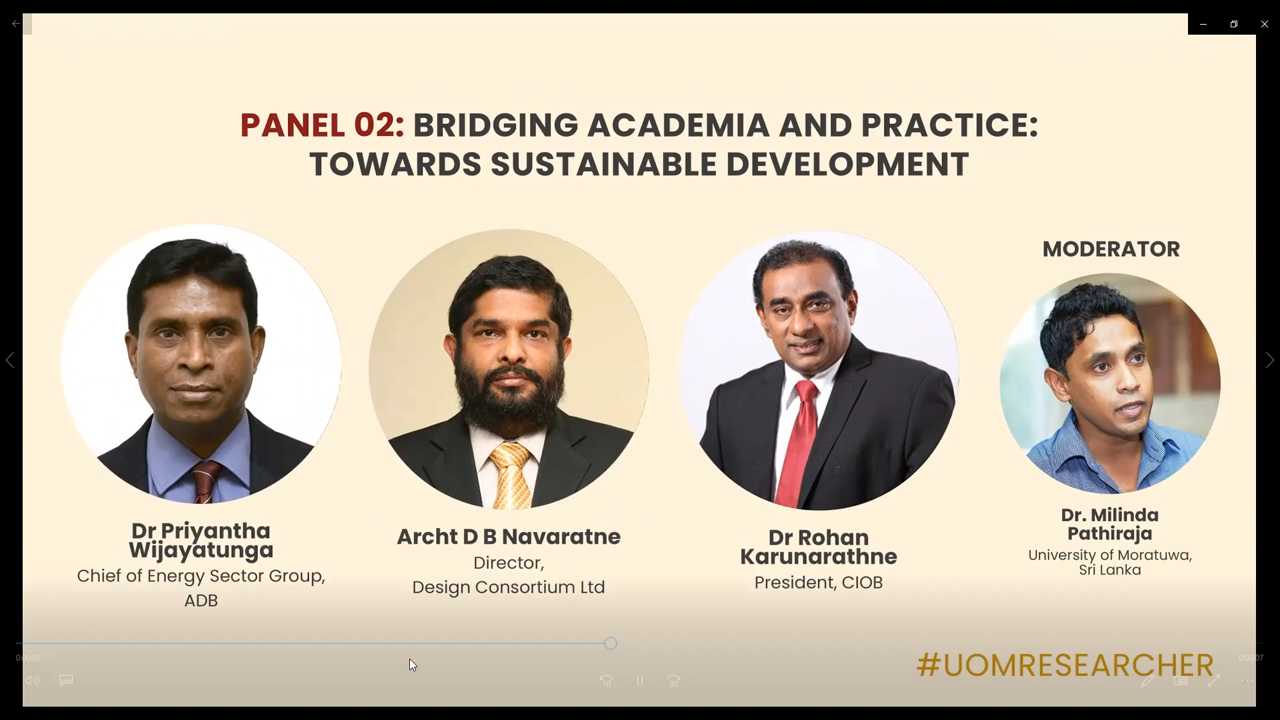 PANEL 02: BRIDGING ACADEMIA AND PRACTICE:
TOWARDS SUSTAINABLE DEVELOPMENT
Dr Priyantha
Wijayatunga
Chief of Energy Sector Group,
ADB
Archt D B Navaratne
Director,
Design Consortium Ltd
Dr Rohan
Karunarathne
President, CIOB
MODERATOR
Dr. Milinda
Pathiraja
University of Moratuwa,
Sri Lanka
#UOMRESEARCHER